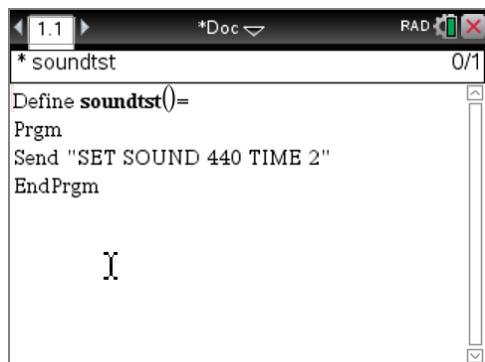 1.1 *Doc RAD
* soundtst 0/1
Define soundtst()=
Prgm
Send "SET SOUND 440 TIME 2"
EndPrgm